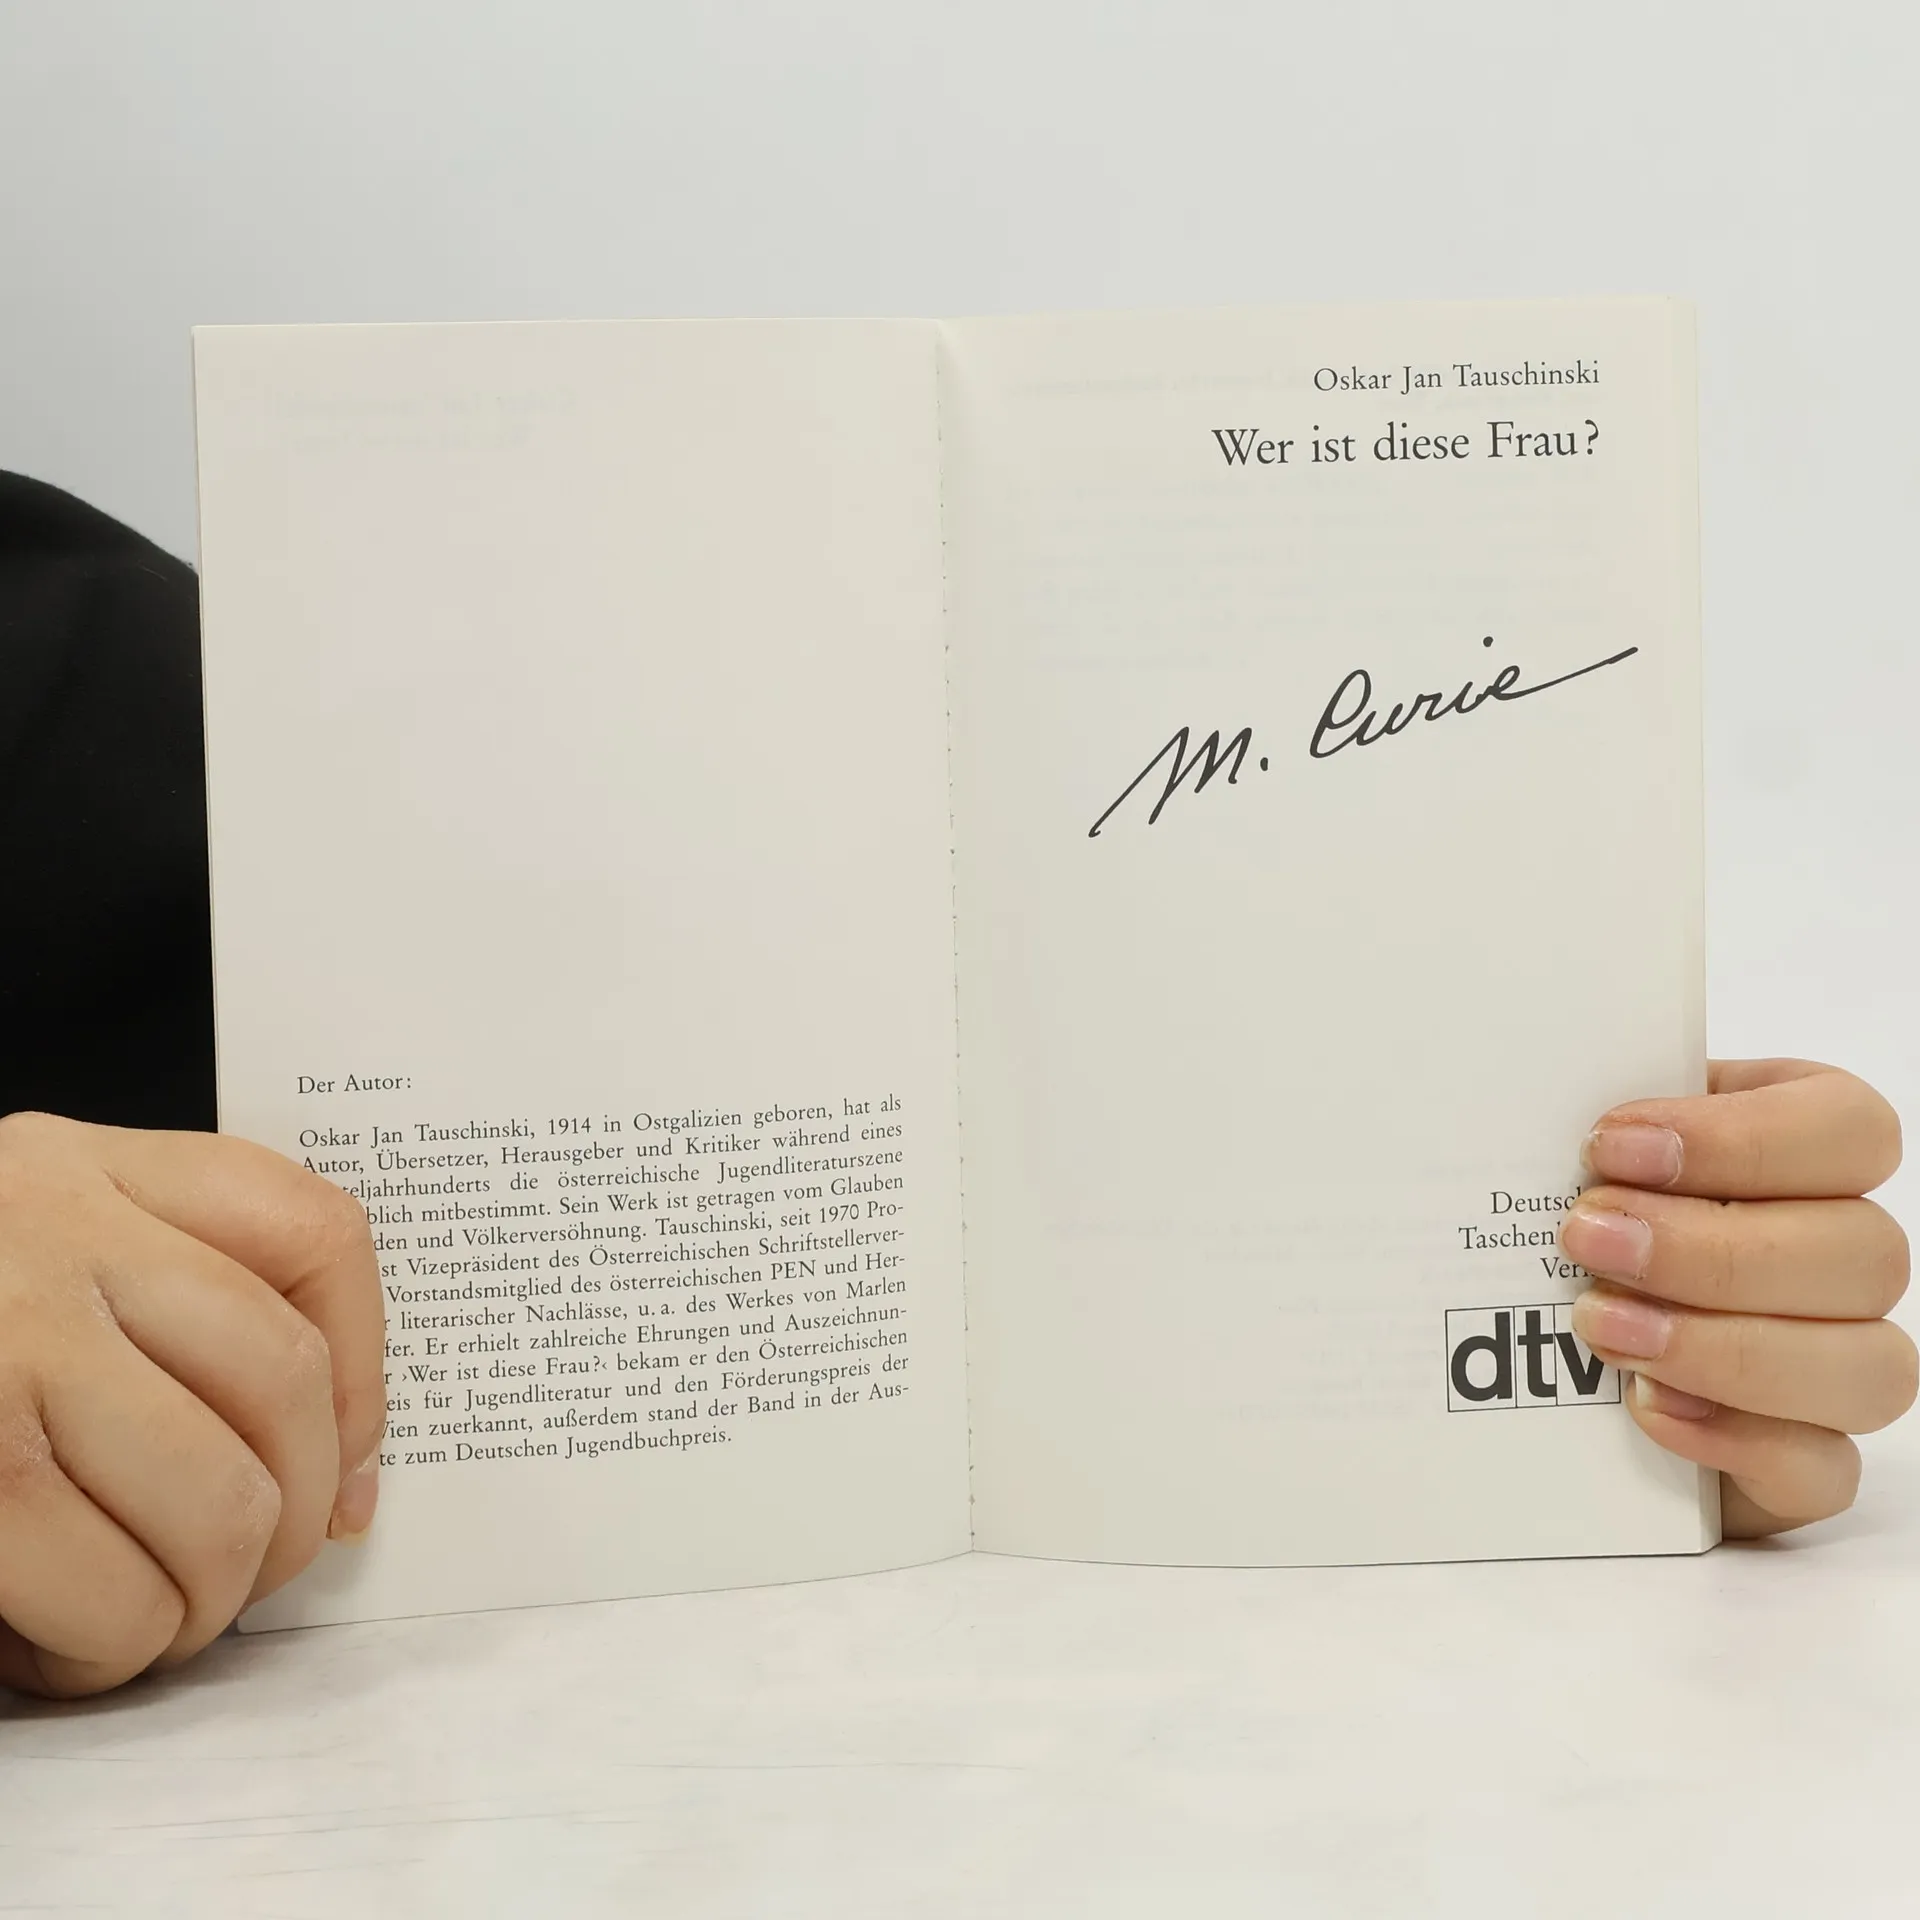 Der Autor:
Oskar Jan Tauschinski, 1914 in Ostgalizien geboren, hat als
Autor, Übersetzer, Herausgeber und Kritiker während eines
teljahrhunderts die österreichische Jugendliteraturszene
blich mitbestimmt. Sein Werk ist getragen vom Glauben
den und Völkerversöhnung. Tauschinski, seit 1970 Pro-
st Vizepräsident des Österreichischen Schriftstellerver-
Vorstandsmitglied des österreichischen PEN und Her-
r literarischer Nachlässe, u. a. des Werkes von Marlen
fer. Er erhielt zahlreiche Ehrungen und Auszeichnun-
r ›Wer ist diese Frau?‹ bekam er den Österreichischen
eis für Jugendliteratur und den Förderungspreis der
Wien zuerkannt, außerdem stand der Band in der Aus-
te zum Deutschen Jugendbuchpreis.
Oskar Jan Tauschinski
Wer ist diese Frau?
M. Curie
Deutsc
Taschen
Ver
dtv